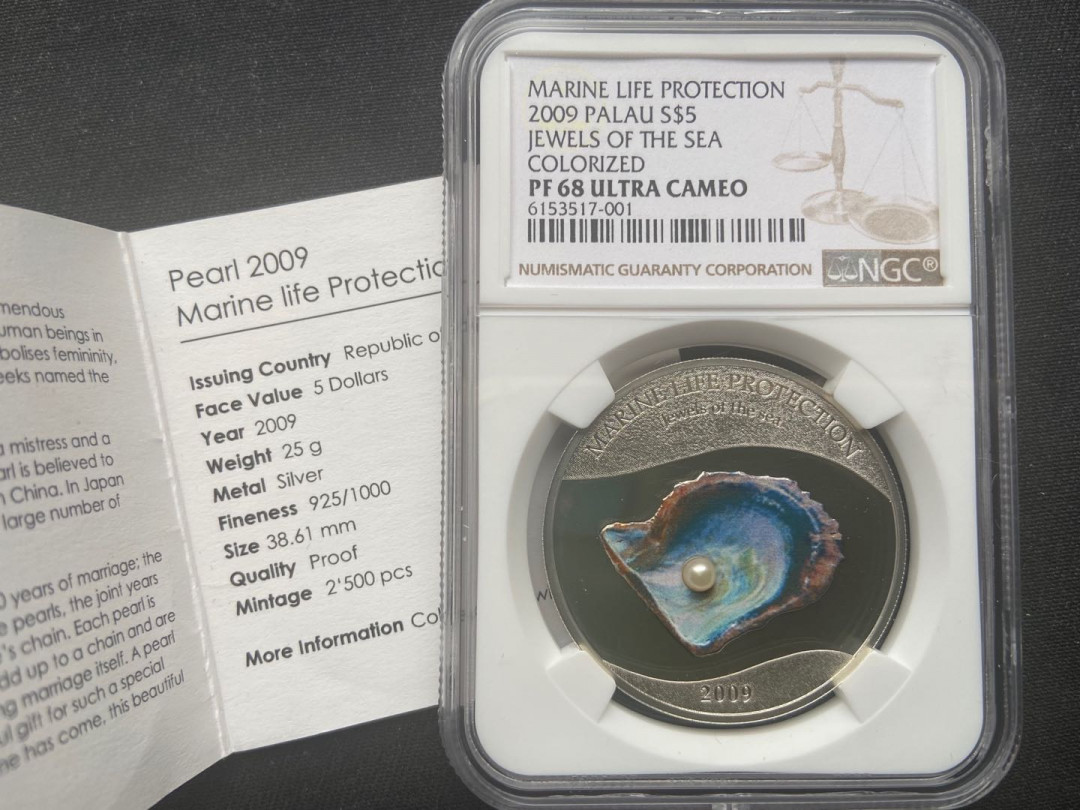 mendous
uman beings in
bolises femininity,
eeks named the
a mistress and a
arl is believed to
n China. In Japan
large number of
0 years of marriage; the
e pearls, the joint years
's chain. Each pearl is
dd up to a chain and are
ng marriage itself. A pearl
ul gift for such a special
ne has come, this beautiful
Pearl 2009
Marine life Protectio
Issuing Country Republic o
Face Value 5 Dollars
Year 2009
Weight 25 g
Metal Silver
Fineness 925/1000
Size 38.61 mm
Quality Proof
Mintage 2'500 pcs
More Information Col
MARINE LIFE PROTECTION
2009 PALAU S$5
JEWELS OF THE SEA
COLORIZED
PF 68 ULTRA CAMEO
6153517-001
NUMISMATIC GUARANTY CORPORATION
NGC®
MARINE LIFE PROTECTION
Jewels of the sea
2009